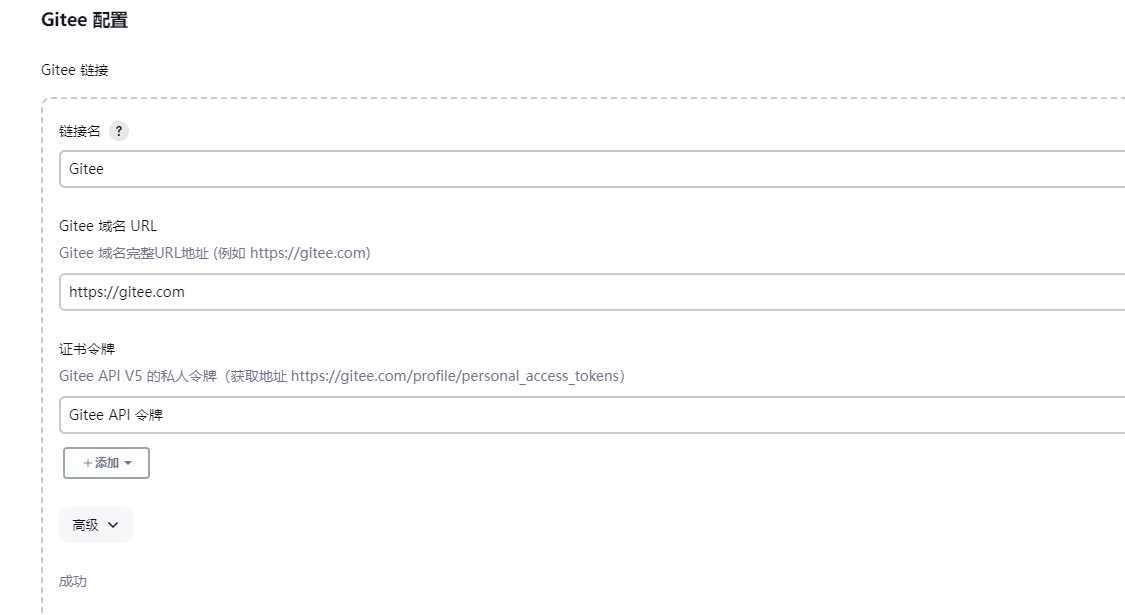 Gitee 配置
Gitee 链接
链接名 ?
Gitee
Gitee 域名 URL
Gitee 域名完整URL地址 (例如 https://gitee.com)
https://gitee.com
证书令牌
Gitee API V5 的私人令牌（获取地址 https://gitee.com/profile/personal_access_tokens）
Gitee API 令牌
+ 添加
高级
成功